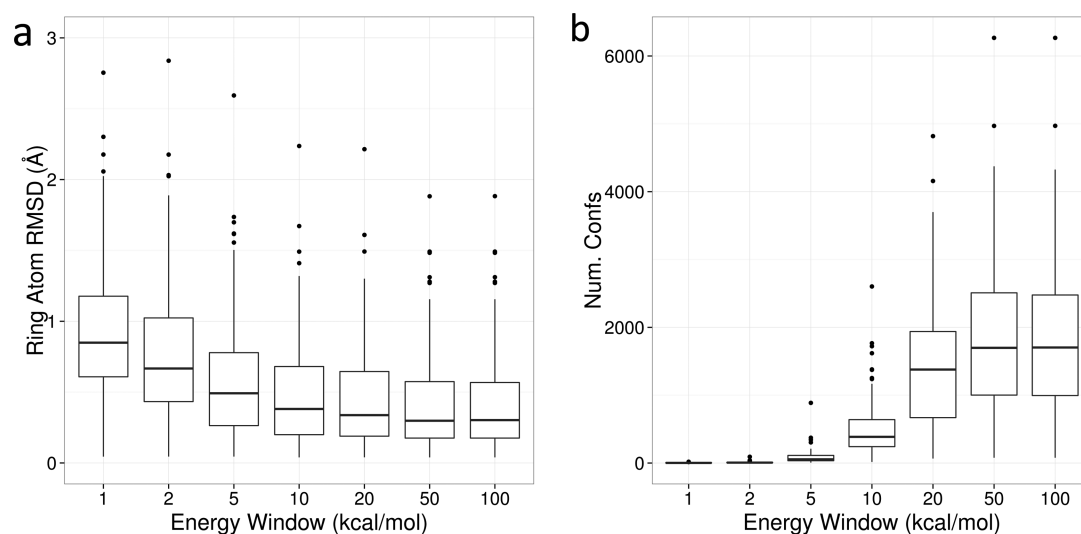 a
Ring Atom RMSD (Å)
3
2
1
0
1 2 5 10 20 50 100
Energy Window (kcal/mol)
b
Num. Confs
6000
4000
2000
0
1 2 5 10 20 50 100
Energy Window (kcal/mol)